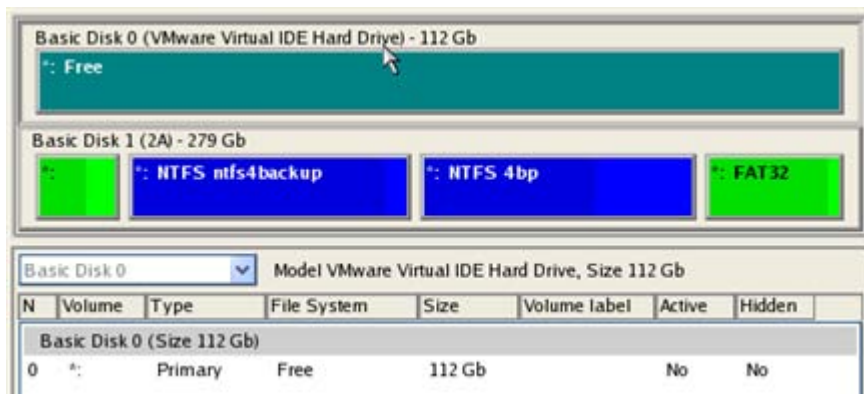 Basic Disk 0 (VMware Virtual IDE Hard Drive) - 112 Gb
*: Free
Basic Disk 1 (2A) - 279 Gb
*: *: NTFS ntfs4backup *: NTFS 4bp *: FAT32
Basic Disk 0 Model VMware Virtual IDE Hard Drive, Size 112 Gb
N Volume Type File System Size Volume label Active Hidden
Basic Disk 0 (Size 112 Gb)
0 *: Primary Free 112 Gb No No